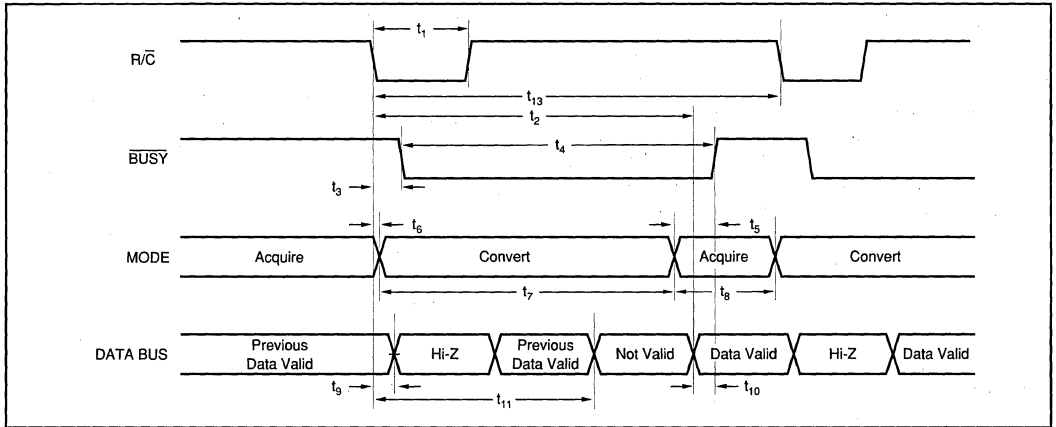 t1
R/C̅
t13
t2
B̅U̅S̅Y̅
t4
t3
t6
t5
MODE
Acquire
Convert
Acquire
Convert
t7
t8
DATA BUS
Previous
Data Valid
Hi-Z
Previous
Data Valid
Not Valid
Data Valid
Hi-Z
Data Valid
t9
t11
t10